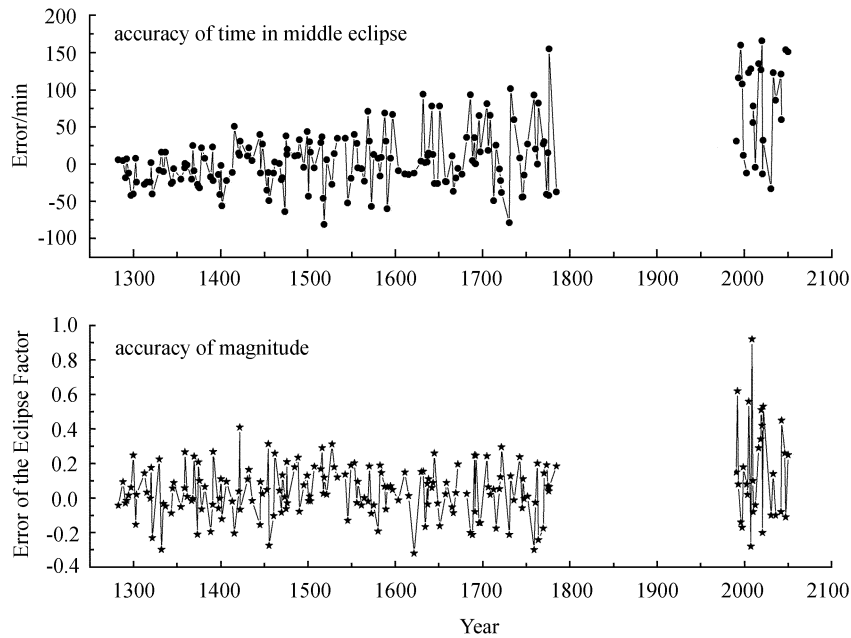 200
accuracy of time in middle eclipse
150
100
50
0
-50
-100
Error/min
1300 1400 1500 1600 1700 1800 1900 2000 2100
1.0
accuracy of magnitude
0.8
0.6
0.4
0.2
0.0
-0.2
-0.4
Error of the Eclipse Factor
1300 1400 1500 1600 1700 1800 1900 2000 2100
Year